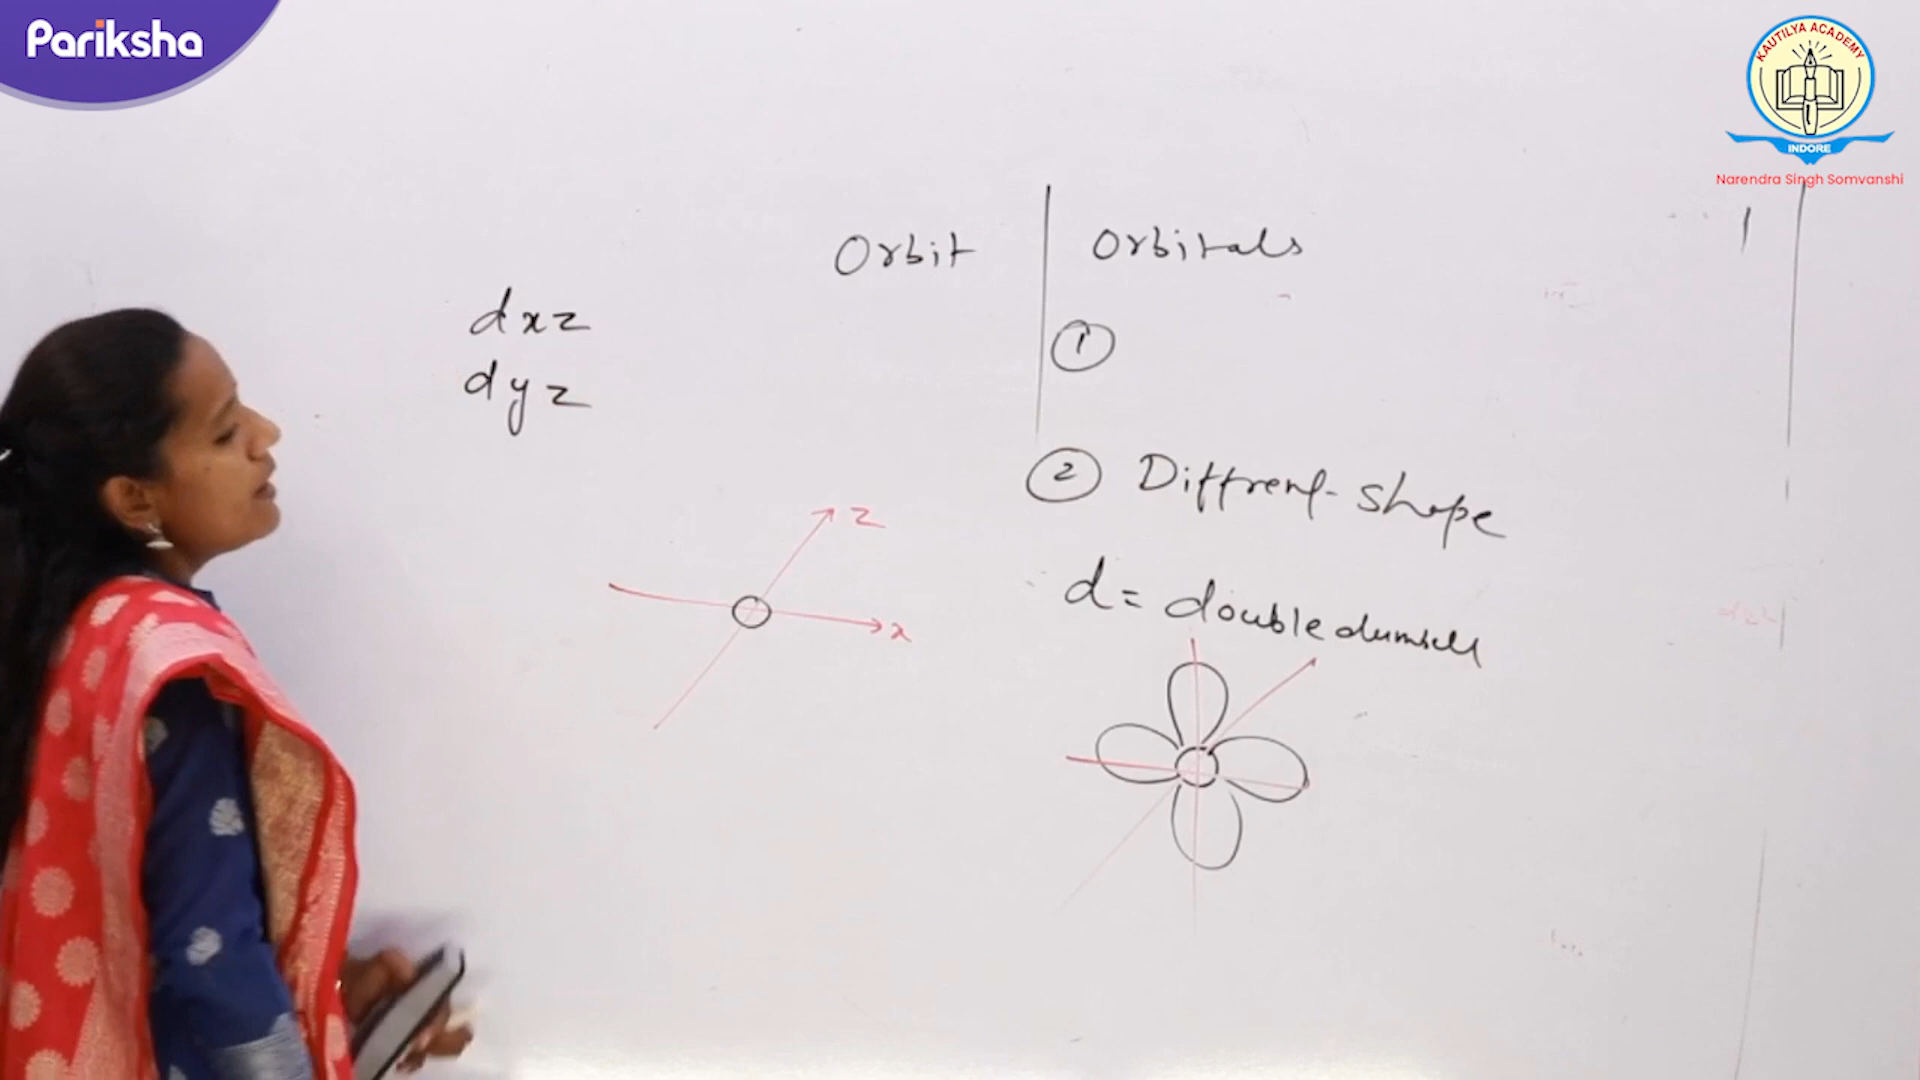 Pariksha
KAUTILYA ACADEMY
INDORE
Narendra Singh Somvanshi
Orbit
Orbitals
dxz
dyz
1
2 Diffrent shape
d = double dumbell
z
x